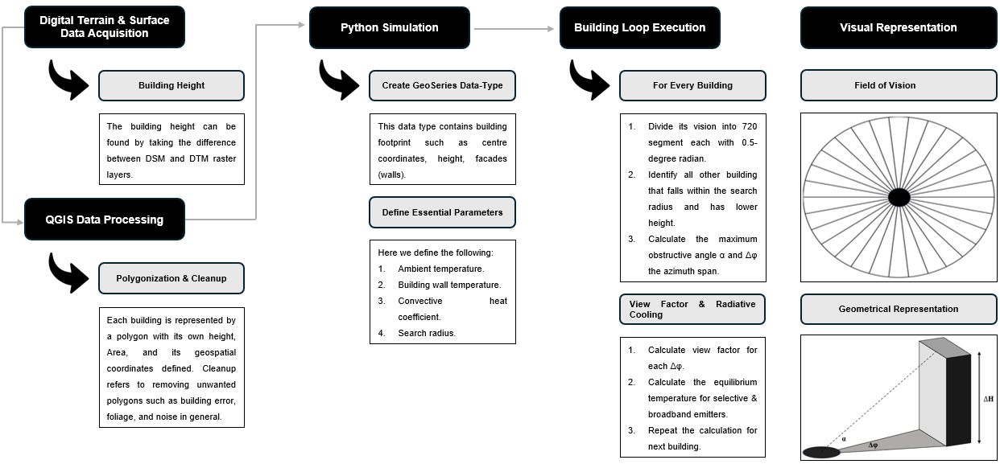 Digital Terrain & Surface
Data Acquisition
Building Height
The building height can be
found by taking the difference
between DSM and DTM raster
layers.
QGIS Data Processing
Polygonization & Cleanup
Each building is represented by
a polygon with its own height,
Area, and its geospatial
coordinates defined. Cleanup
refers to removing unwanted
polygons such as building error,
foliage, and noise in general.
Python Simulation
Create GeoSeries Data-Type
This data type contains building
footprint such as centre
coordinates, height, facades
(walls).
Define Essential Parameters
Here we define the following:
1. Ambient temperature.
2. Building wall temperature.
3. Convective heat
coefficient.
4. Search radius.
Building Loop Execution
For Every Building
1. Divide its vision into 720
segment each with 0.5-
degree radian.
2. Identify all other building
that falls within the search
radius and has lower
height.
3. Calculate the maximum
obstructive angle α and Δφ
the azimuth span.
View Factor & Radiative
Cooling
1. Calculate view factor for
each Δφ.
2. Calculate the equilibrium
temperature for selective &
broadband emitters.
3. Repeat the calculation for
next building.
Visual Representation
Field of Vision
Geometrical Representation
ΔH
α
Δφ